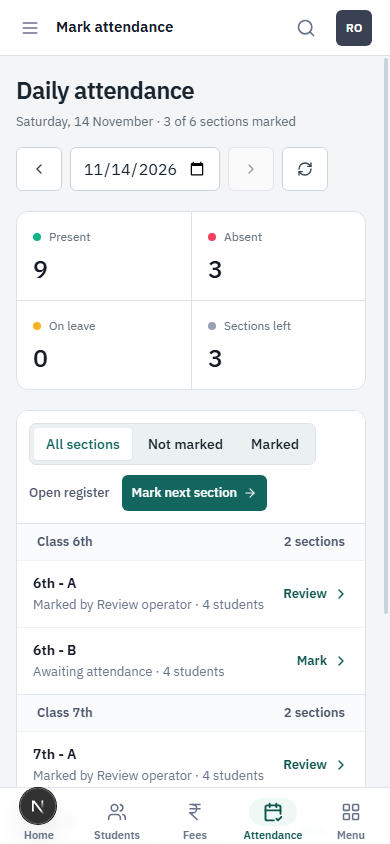 Mark attendance
RO
Daily attendance
Saturday, 14 November · 3 of 6 sections marked
11/14/2026
Present
Absent
9
3
On leave
Sections left
0
3
All sections
Not marked
Marked
Open register
Mark next section →
Class 6th
2 sections
6th - A
Marked by Review operator · 4 students
Review
6th - B
Awaiting attendance · 4 students
Mark
Class 7th
2 sections
7th - A
Marked by Review operator · 4 students
Review
N
Home
Students
Fees
Attendance
Menu